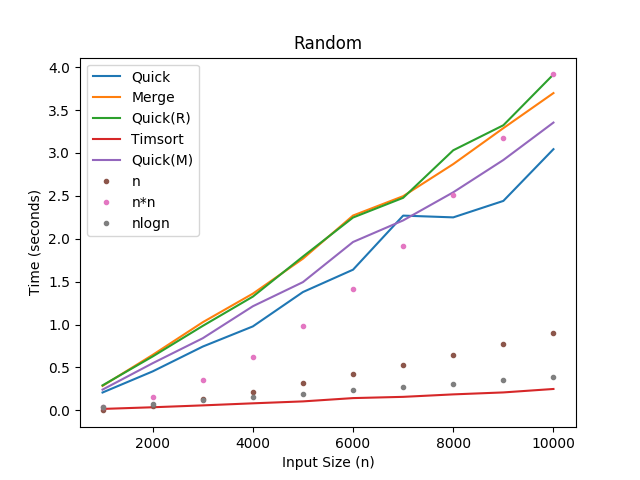 Random
4.0
3.5
3.0
2.5
2.0
1.5
1.0
0.5
0.0
Time (seconds)
Quick
Merge
Quick(R)
Timsort
Quick(M)
n
n*n
nlogn
2000 4000 6000 8000 10000
Input Size (n)